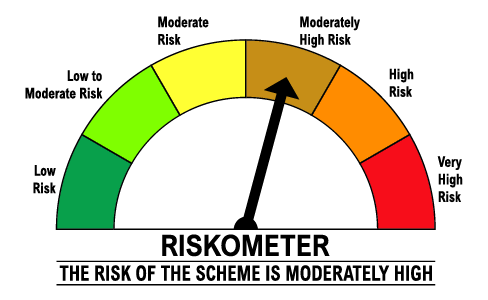 Moderate
Risk
Moderately
High Risk
Low to
Moderate Risk
High
Risk
Low
Risk
Very
High
Risk
RISKOMETER
THE RISK OF THE SCHEME IS MODERATELY HIGH